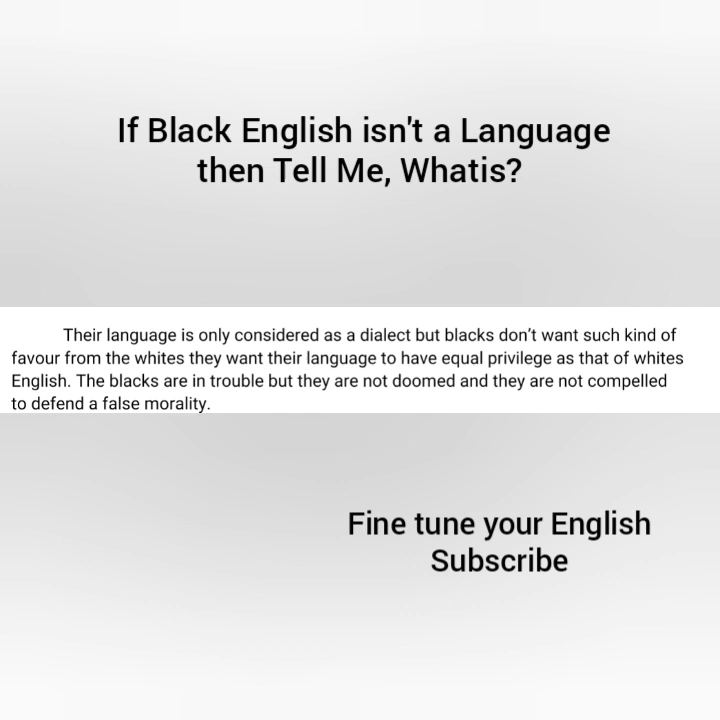 If Black English isn't a Language
then Tell Me, Whatis?
Their language is only considered as a dialect but blacks don’t want such kind of
favour from the whites they want their language to have equal privilege as that of whites
English. The blacks are in trouble but they are not doomed and they are not compelled
to defend a false morality.
Fine tune your English
Subscribe